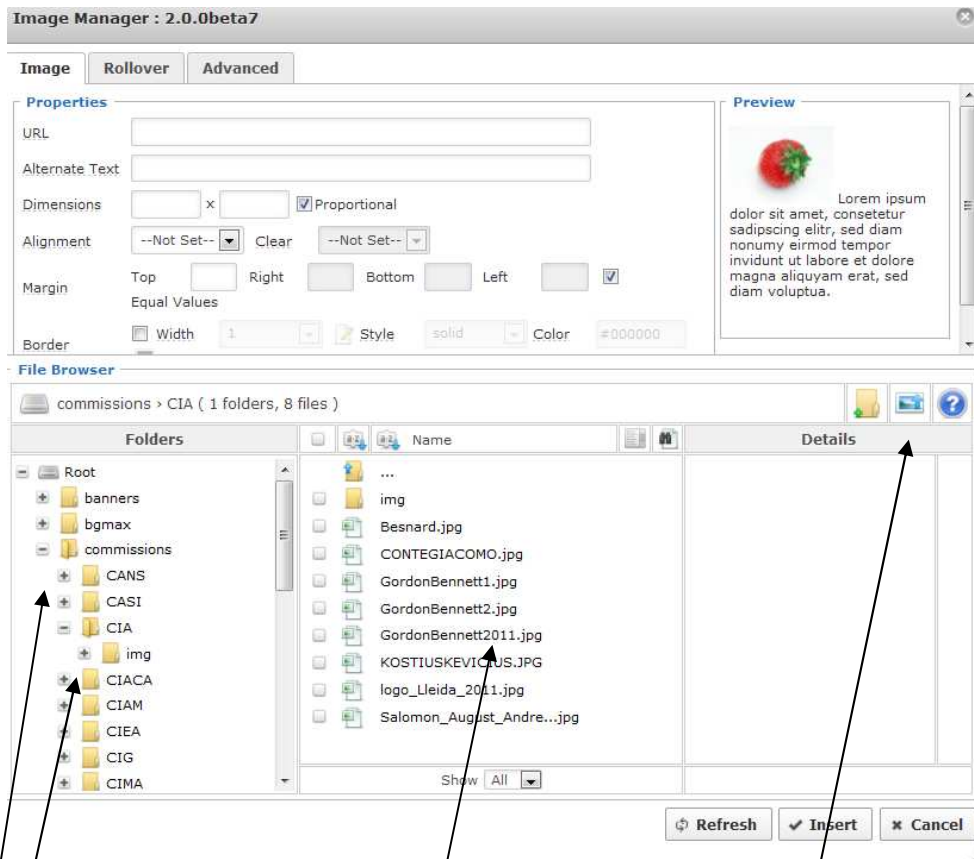 Image Manager : 2.0.0beta7
Image Rollover Advanced
Properties
URL
Alternate Text
Dimensions x Proportional
Alignment --Not Set-- Clear --Not Set--
Margin Top Right Bottom Left
Equal Values
Border Width 1 Style solid Color #000000
Preview
Lorem ipsum
dolor sit amet, consetetur
sadipscing elitr, sed diam
nonumy eirmod tempor
invidunt ut labore et dolore
magna aliquyam erat, sed
diam voluptua.
File Browser
commissions › CIA ( 1 folders, 8 files )
Folders
Root
banners
bgmax
commissions
CANS
CASI
CIA
img
CIACA
CIAM
CIEA
CIG
CIMA
Name
...
img
Besnard.jpg
CONTEGIACOMO.jpg
GordonBennett1.jpg
GordonBennett2.jpg
GordonBennett2011.jpg
KOSTIUSKEVICIUS.JPG
logo_Lleida_2011.jpg
Salomon_August_Andre...jpg
Show All
Details
Refresh Insert Cancel